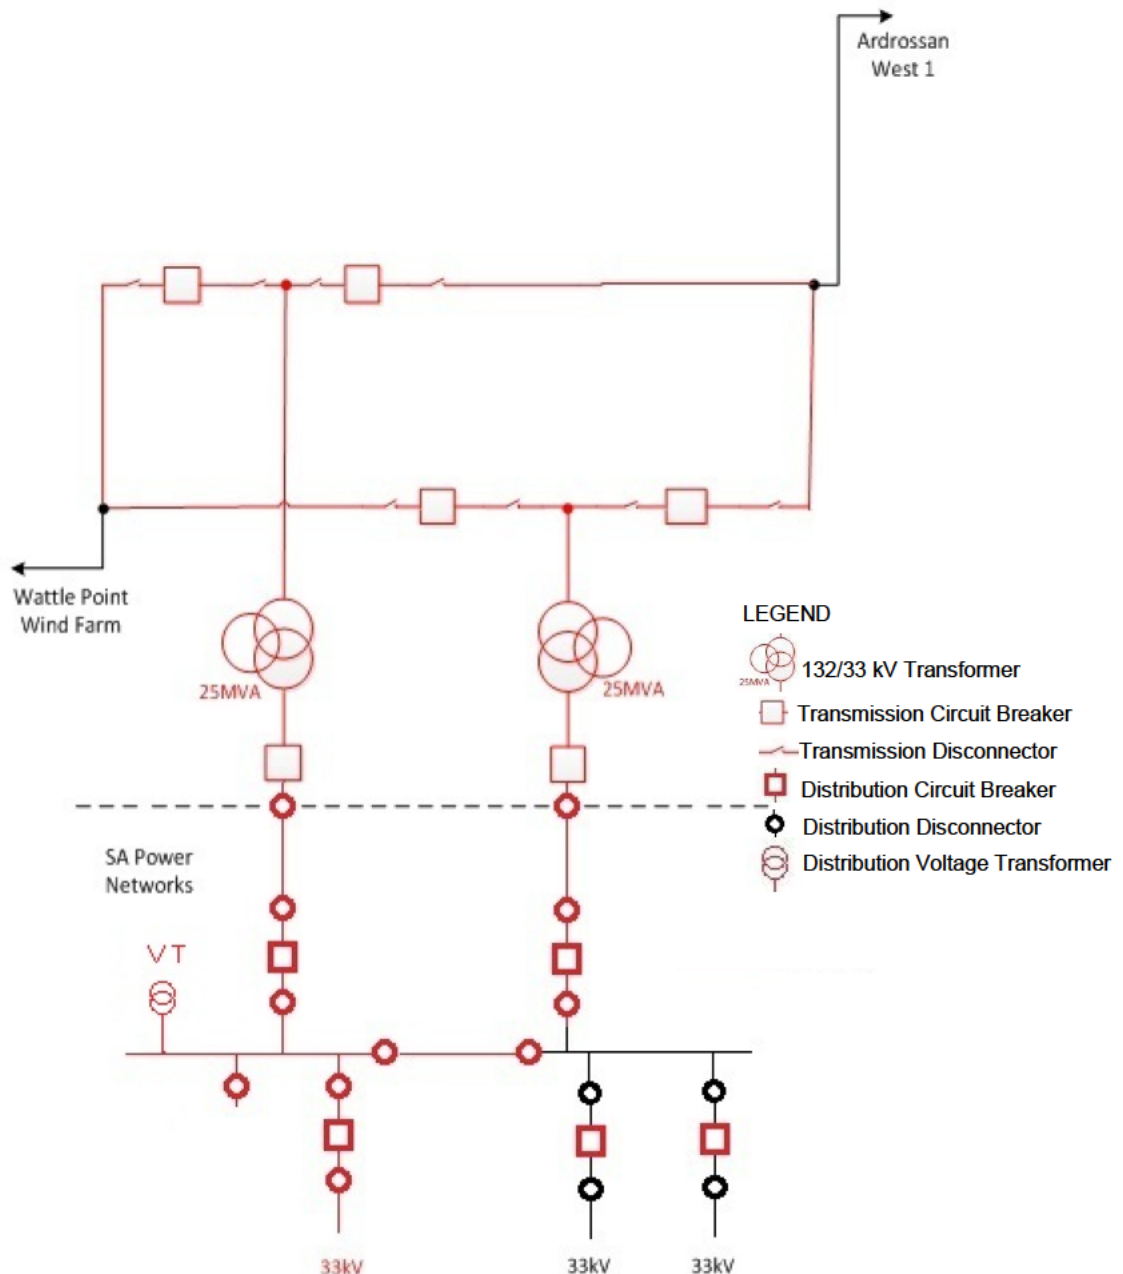 Ardrossan
West 1
Wattle Point
Wind Farm
25MVA
25MVA
LEGEND
25MVA
132/33 kV Transformer
Transmission Circuit Breaker
Transmission Disconnector
Distribution Circuit Breaker
Distribution Disconnector
Distribution Voltage Transformer
SA Power
Networks
VT
33kV
33kV
33kV